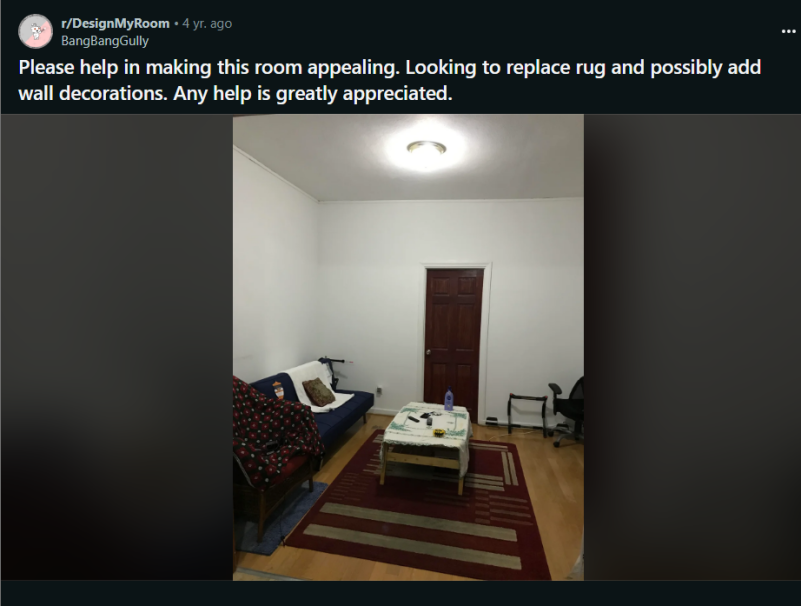 r/DesignMyRoom • 4 yr. ago
BangBangGully
Please help in making this room appealing. Looking to replace rug and possibly add
wall decorations. Any help is greatly appreciated.